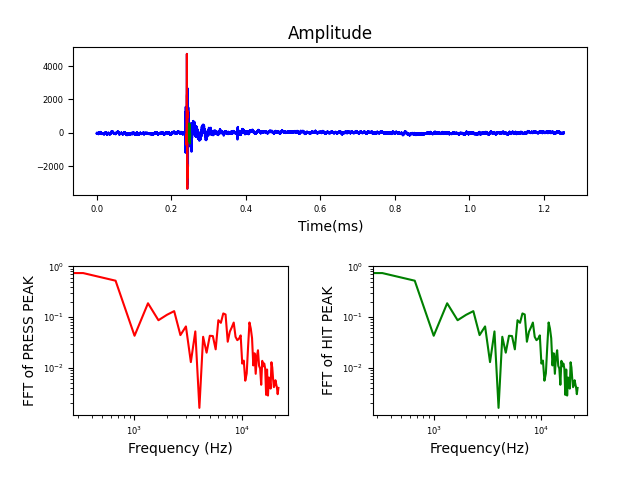 Amplitude
4000
2000
0
−2000
0.0 0.2 0.4 0.6 0.8 1.0 1.2
Time(ms)
FFT of PRESS PEAK
10⁰
10⁻¹
10⁻²
10³ 10⁴
Frequency (Hz)
FFT of HIT PEAK
10⁰
10⁻¹
10⁻²
10³ 10⁴
Frequency(Hz)